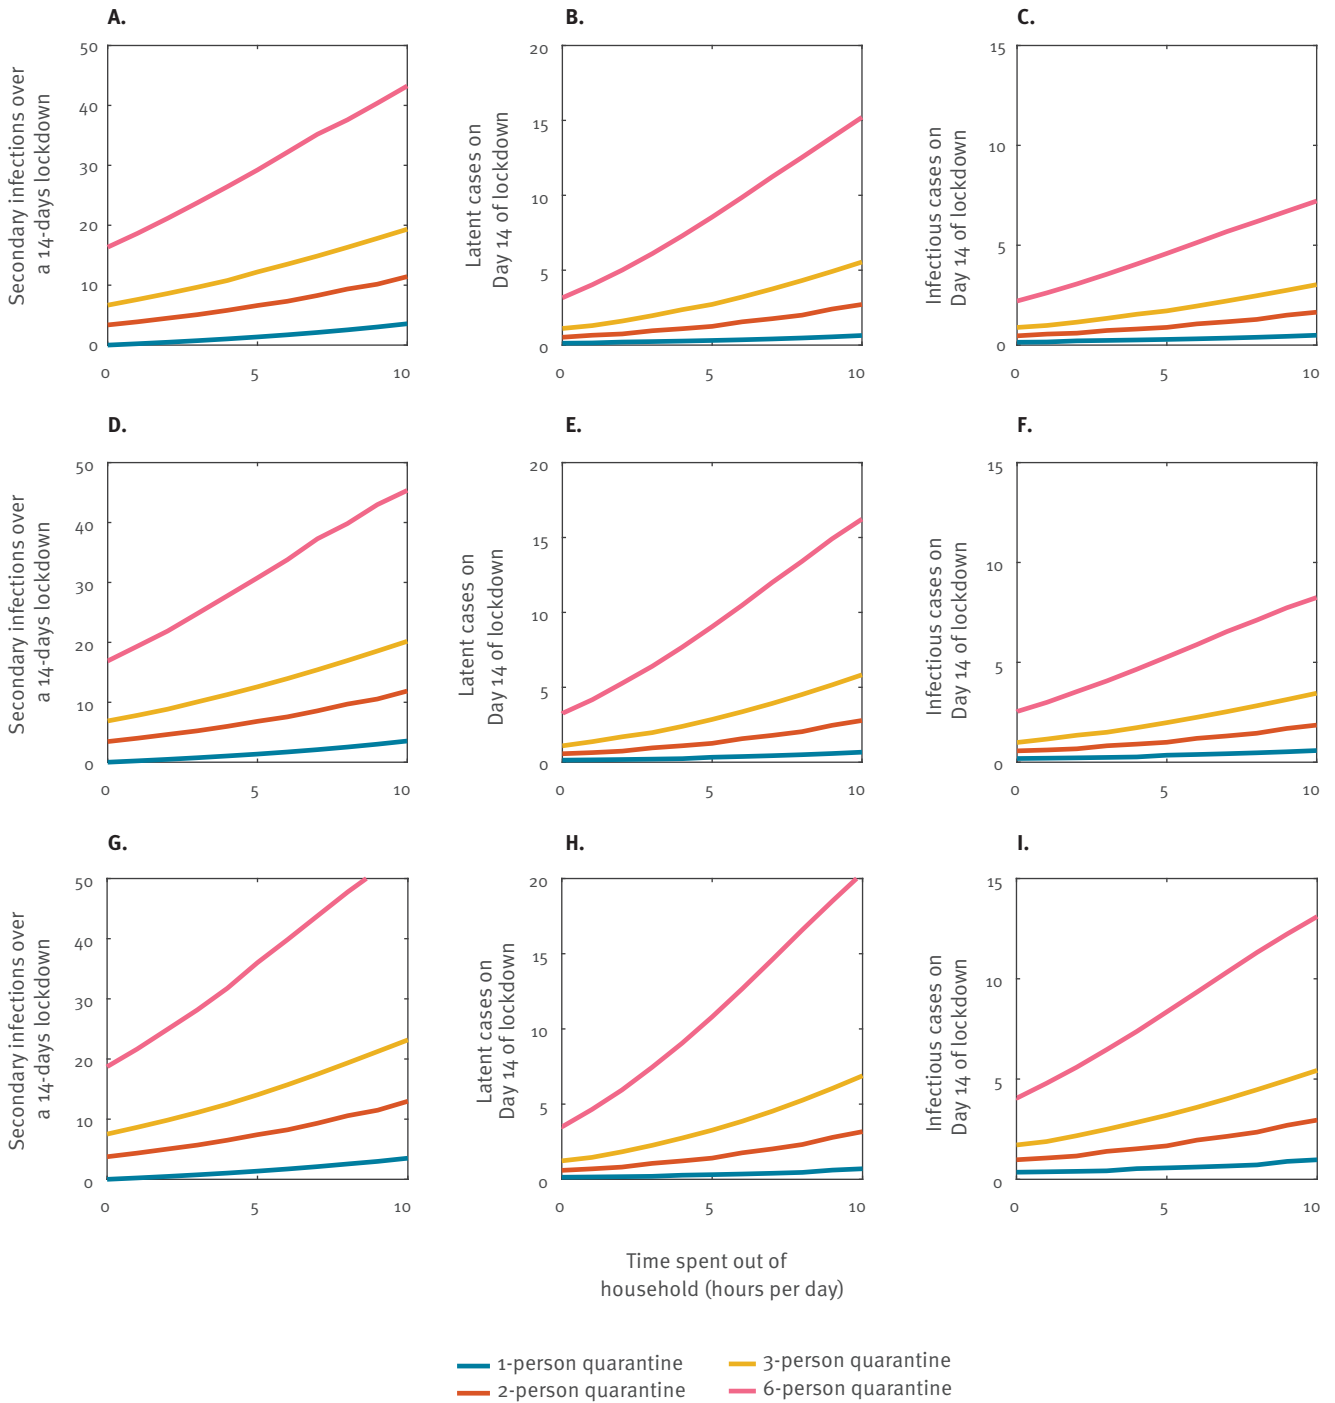 A.
50
40
30
20
10
0
0
5
10
Secondary infections over
a 14-days lockdown
B.
20
15
10
5
0
0
5
10
Latent cases on
Day 14 of lockdown
C.
15
10
5
0
0
5
10
Infectious cases on
Day 14 of lockdown
D.
50
40
30
20
10
0
0
5
10
Secondary infections over
a 14-days lockdown
E.
20
15
10
5
0
0
5
10
Latent cases on
Day 14 of lockdown
F.
15
10
5
0
0
5
10
Infectious cases on
Day 14 of lockdown
G.
50
40
30
20
10
0
0
5
10
Secondary infections over
a 14-days lockdown
H.
20
15
10
5
0
0
5
10
Latent cases on
Day 14 of lockdown
I.
15
10
5
0
0
5
10
Infectious cases on
Day 14 of lockdown
Time spent out of
household (hours per day)
1-person quarantine
2-person quarantine
3-person quarantine
6-person quarantine